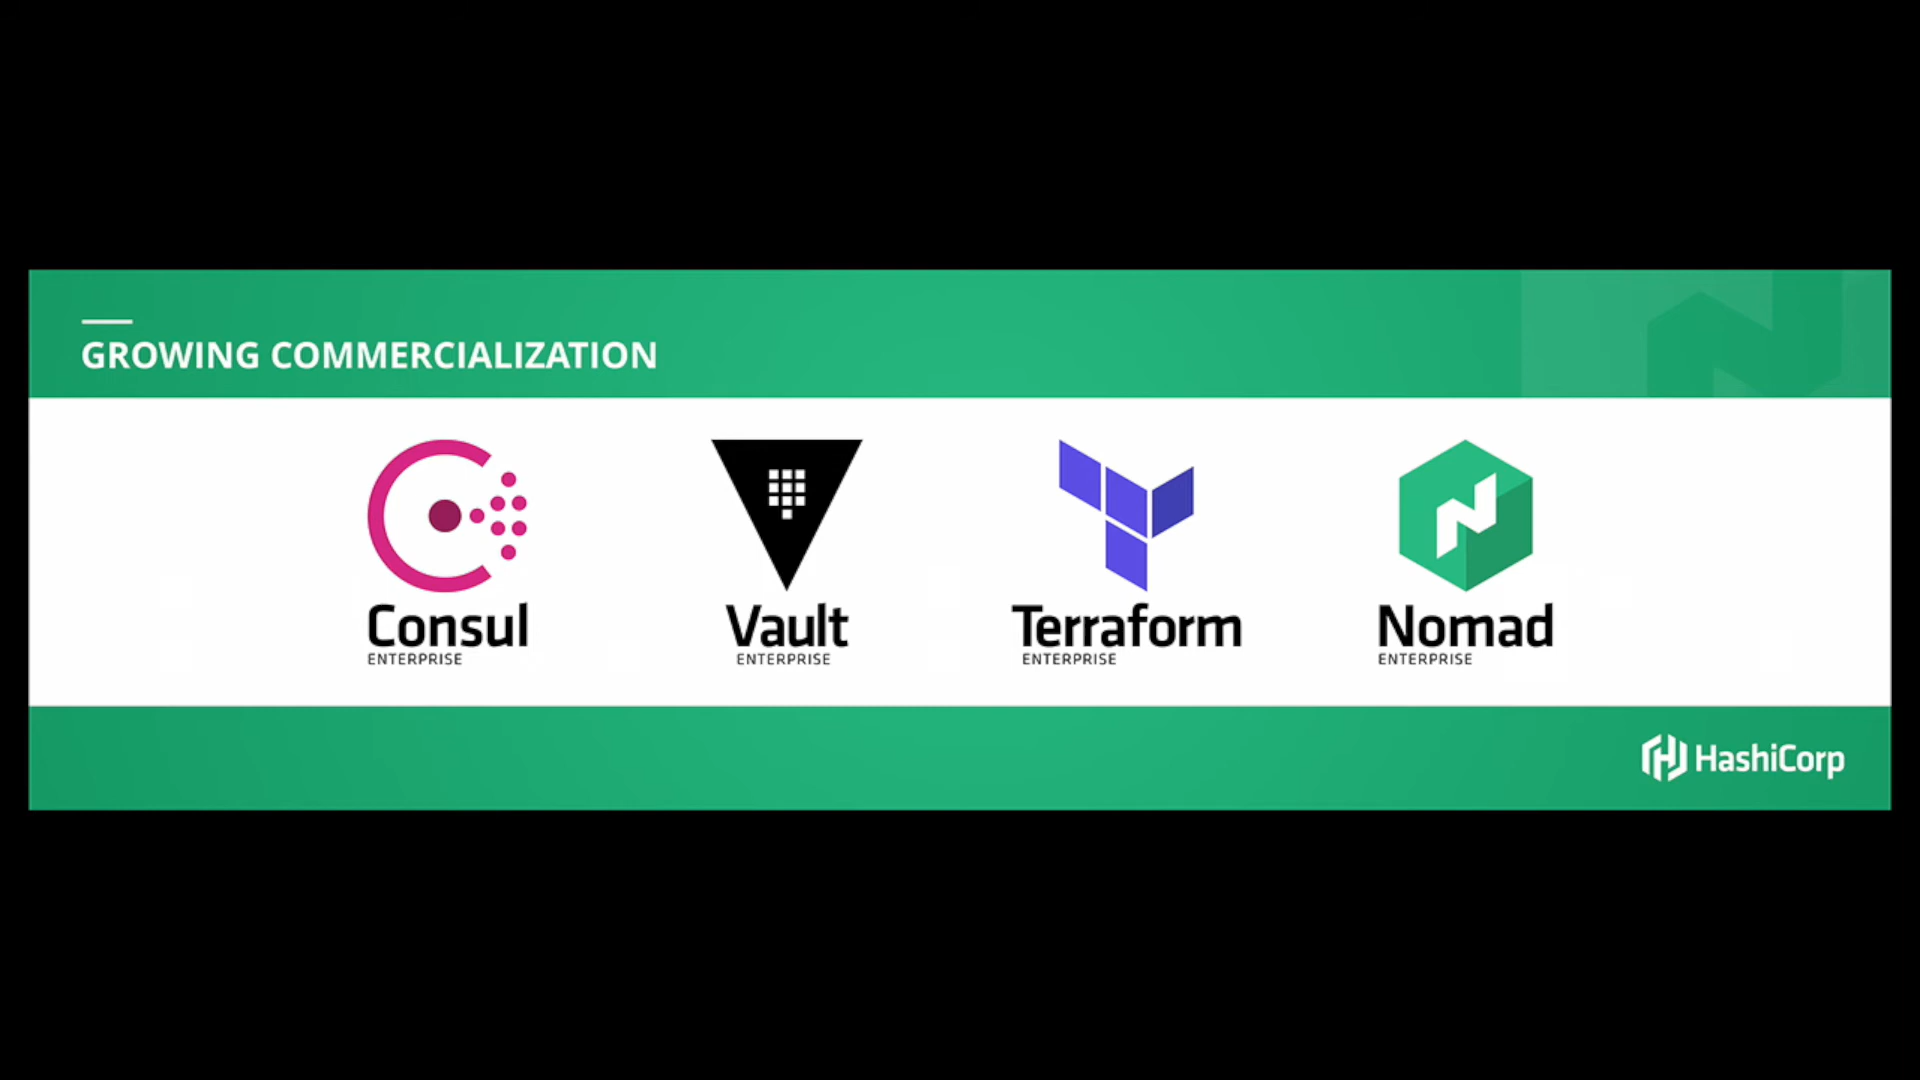 GROWING COMMERCIALIZATION
Consul
ENTERPRISE
Vault
ENTERPRISE
Terraform
ENTERPRISE
Nomad
ENTERPRISE
HashiCorp